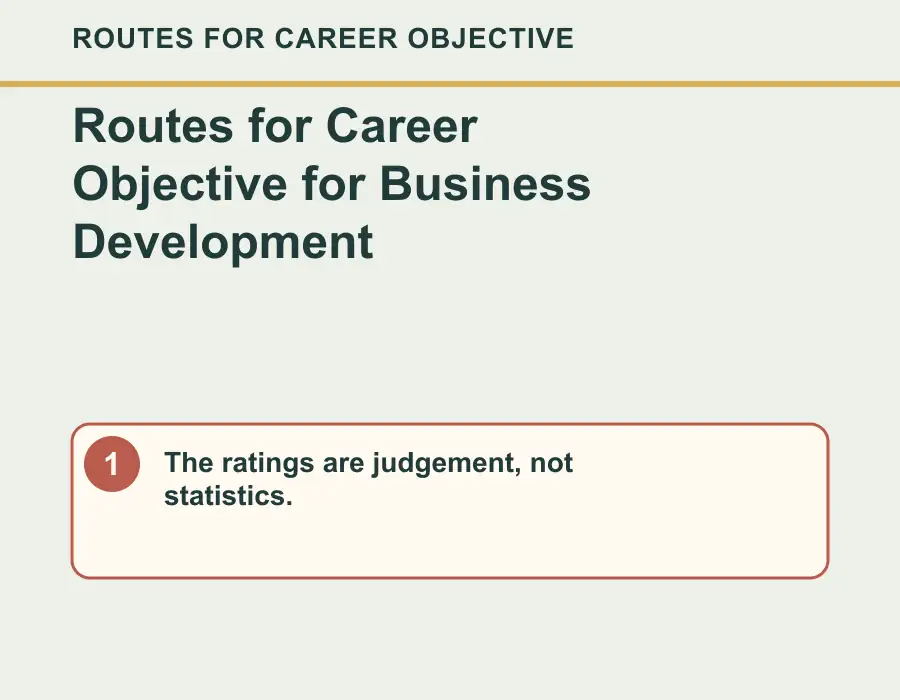 ROUTES FOR CAREER OBJECTIVE
Routes for Career
Objective for Business
Development
1
The ratings are judgement, not
statistics.